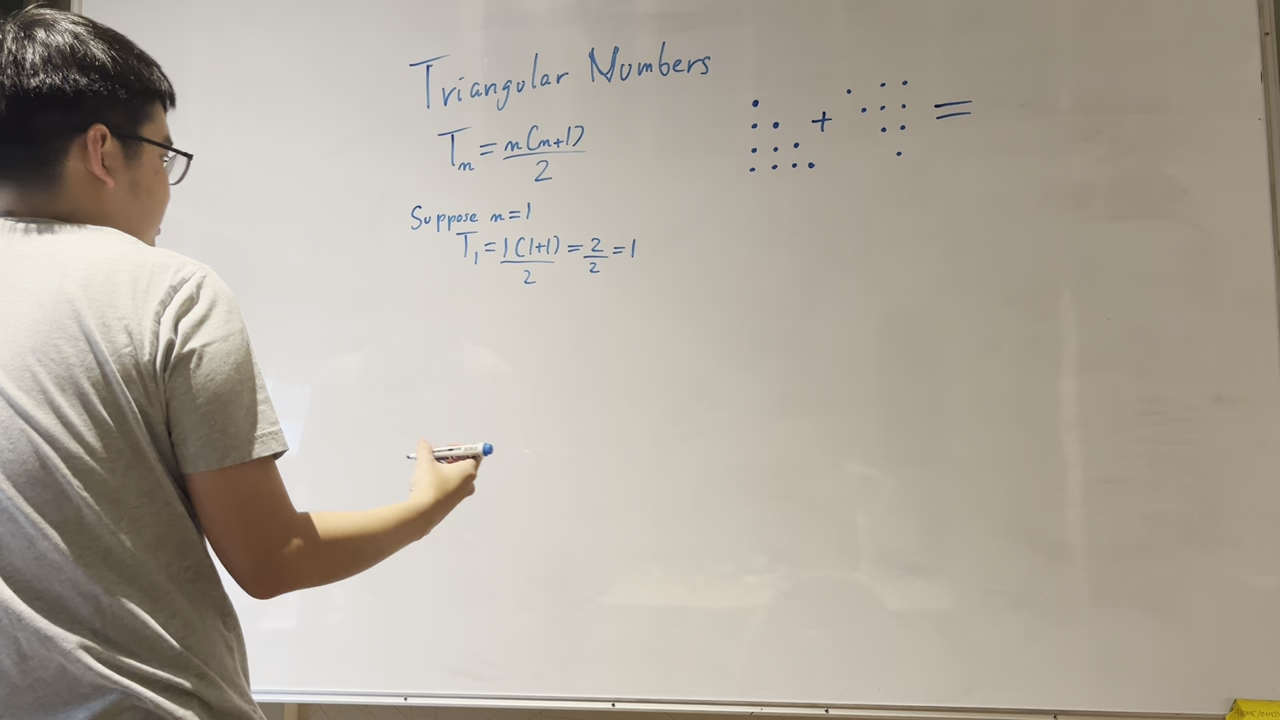 Triangular Numbers
Tₙ = n(n+1)/2
Suppose n=1
T₁ = 1(1+1)/2 = 2/2 = 1
+ =